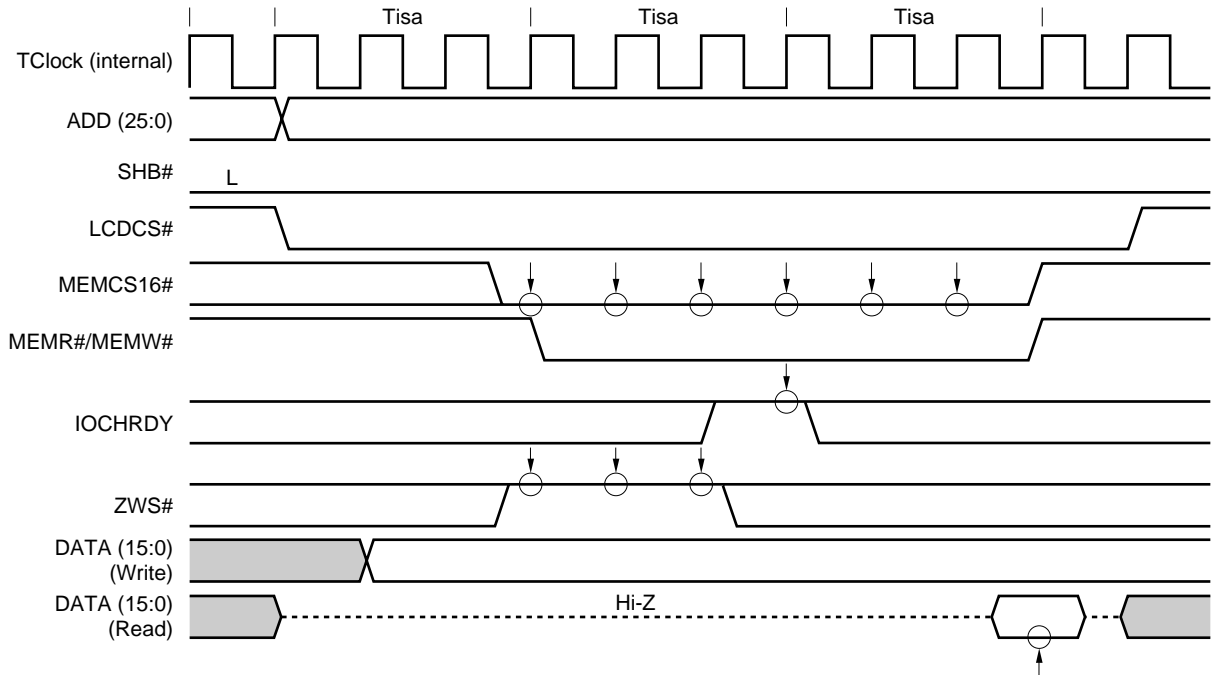 Tisa Tisa Tisa
TClock (internal)
ADD (25:0)
SHB#
L
LCDCS#
MEMCS16#
MEMR#/MEMW#
IOCHRDY
ZWS#
DATA (15:0)
(Write)
DATA (15:0)
(Read)
Hi-Z